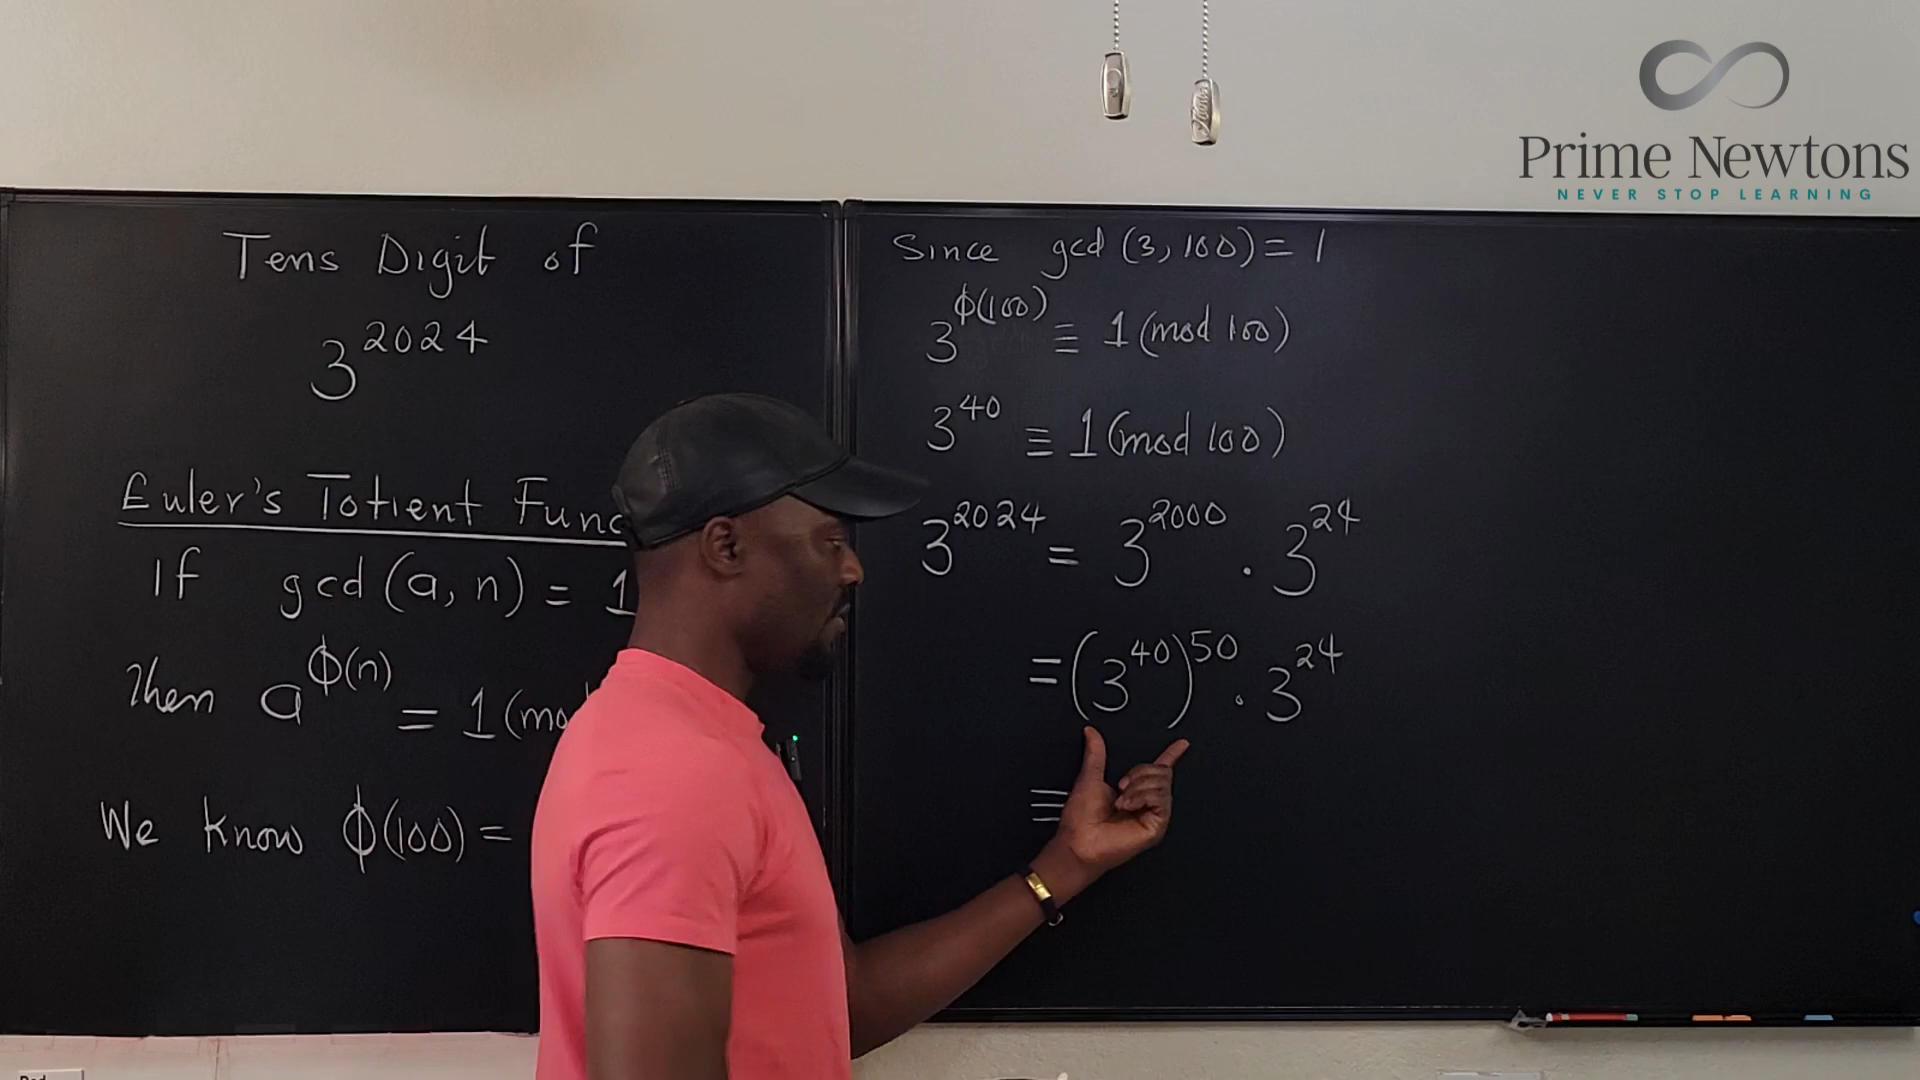 Prime Newtons
NEVER STOP LEARNING
Tens Digit of
3^2024
Euler's Totient Func
If gcd(a, n) = 1
Then a^ϕ(n) ≡ 1(mo
We know ϕ(100) =
Since gcd(3, 100) = 1
3^ϕ(100) ≡ 1(mod 100)
3^40 ≡ 1(mod 100)
3^2024 = 3^2000 · 3^24
= (3^40)^50 · 3^24
≡